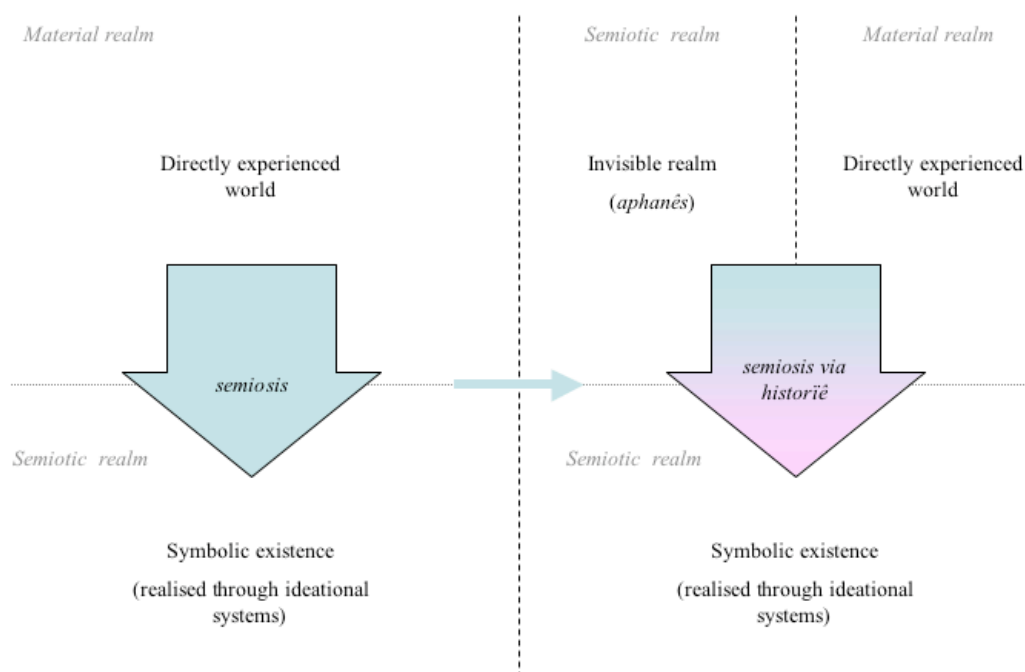 Material realm
Semiotic realm
Material realm
Directly experienced
world
Invisible realm
(aphanês)
Directly experienced
world
semiosis
semiosis via
historïê
Semiotic realm
Semiotic realm
Symbolic existence
(realised through ideational
systems)
Symbolic existence
(realised through ideational
systems)